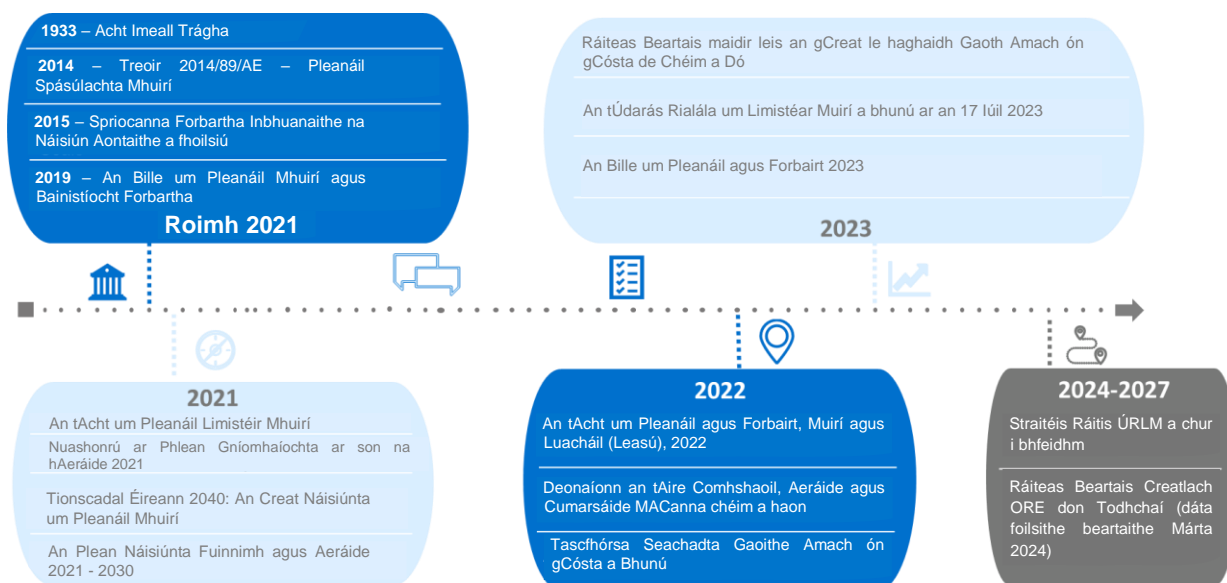 1933 – Acht Imeall Trágha
2014 – Treoir 2014/89/AE – Pleanáil
Spásúlachta Mhuirí
2015 – Spriocanna Forbartha Inbhuanaithe na
Náisiún Aontaithe a fhoilsiú
2019 – An Bille um Pleanáil Mhuirí agus
Bainistíocht Forbartha
Roimh 2021
Ráiteas Beartais maidir leis an gCreat le haghaidh Gaoth Amach ón
gCósta de Chéim a Dó
An tÚdarás Rialála um Limistéar Muirí a bhunú ar an 17 Iúil 2023
An Bille um Pleanáil agus Forbairt 2023
2023
2021
An tAcht um Pleanáil Limistéir Mhuirí
Nuashonrú ar Phlean Gníomhaíochta ar son na
hAeráide 2021
Tionscadal Éireann 2040: An Creat Náisiúnta
um Pleanáil Mhuirí
An Plean Náisiúnta Fuinnimh agus Aeráide
2021 - 2030
2022
An tAcht um Pleanáil agus Forbairt, Muirí agus
Luacháil (Leasú), 2022
Deonaíonn an tAire Comhshaoil, Aeráide agus
Cumarsáide MACanna chéim a haon
Tascfhórsa Seachadta Gaoithe Amach ón
gCósta a Bhunú
2024-2027
Straitéis Ráitis ÚRLM a chur
i bhfeidhm
Ráiteas Beartais Creatlach
ORE don Todhchaí (dáta
foilsithe beartaithe Márta
2024)